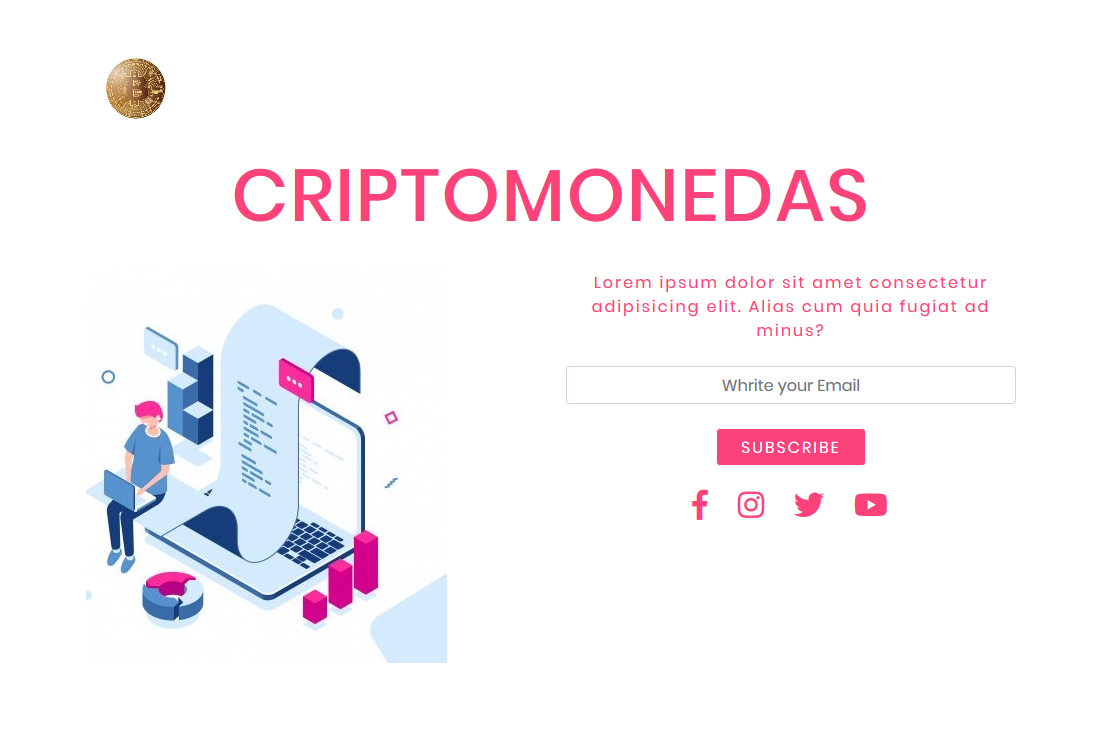 CRIPTOMONEDAS
Lorem ipsum dolor sit amet consectetur
adipisicing elit. Alias cum quia fugiat ad
minus?
Whrite your Email
SUBSCRIBE